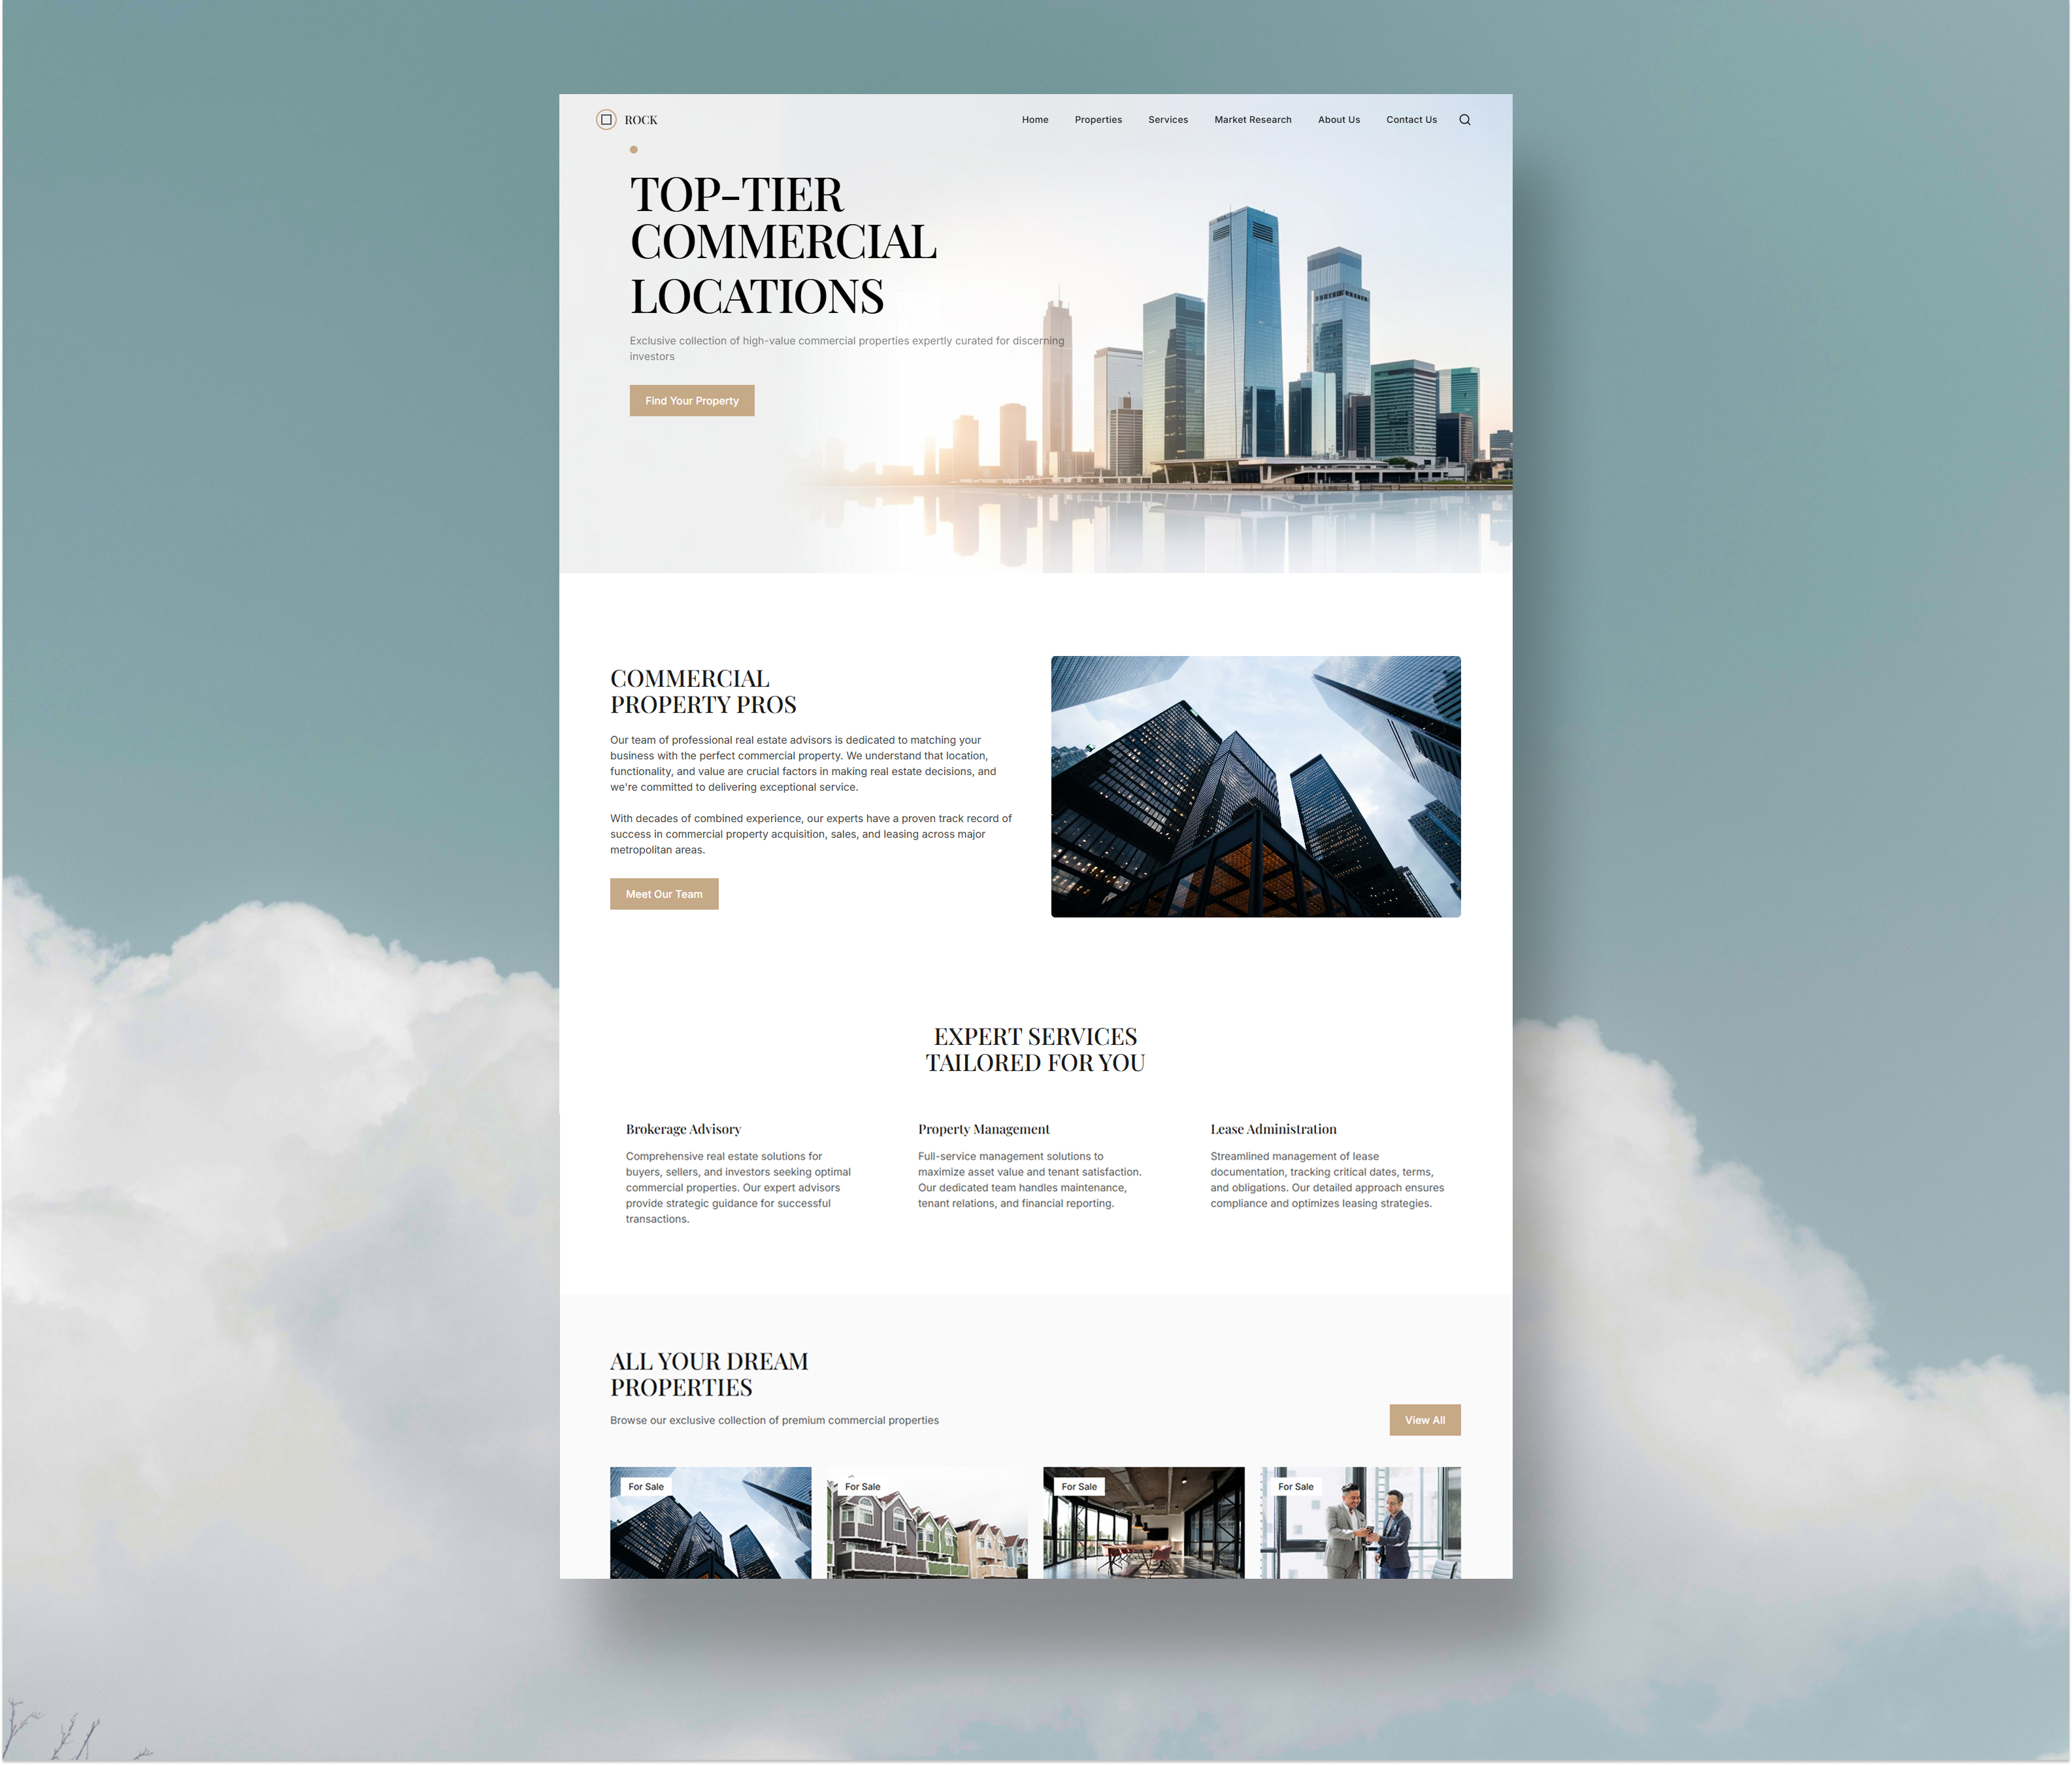 ROCK
Home Properties Services Market Research About Us Contact Us
TOP-TIER
COMMERCIAL
LOCATIONS
Exclusive collection of high-value commercial properties expertly curated for discerning
investors
Find Your Property
COMMERCIAL
PROPERTY PROS
Our team of professional real estate advisors is dedicated to matching your
business with the perfect commercial property. We understand that location,
functionality, and value are crucial factors in making real estate decisions, and
we're committed to delivering exceptional service.
With decades of combined experience, our experts have a proven track record of
success in commercial property acquisition, sales, and leasing across major
metropolitan areas.
Meet Our Team
EXPERT SERVICES
TAILORED FOR YOU
Brokerage Advisory
Comprehensive real estate solutions for
buyers, sellers, and investors seeking optimal
commercial properties. Our expert advisors
provide strategic guidance for successful
transactions.
Property Management
Full-service management solutions to
maximize asset value and tenant satisfaction.
Our dedicated team handles maintenance,
tenant relations, and financial reporting.
Lease Administration
Streamlined management of lease
documentation, tracking critical dates, terms,
and obligations. Our detailed approach ensures
compliance and optimizes leasing strategies.
ALL YOUR DREAM
PROPERTIES
Browse our exclusive collection of premium commercial properties
View All
For Sale
For Sale
For Sale
For Sale